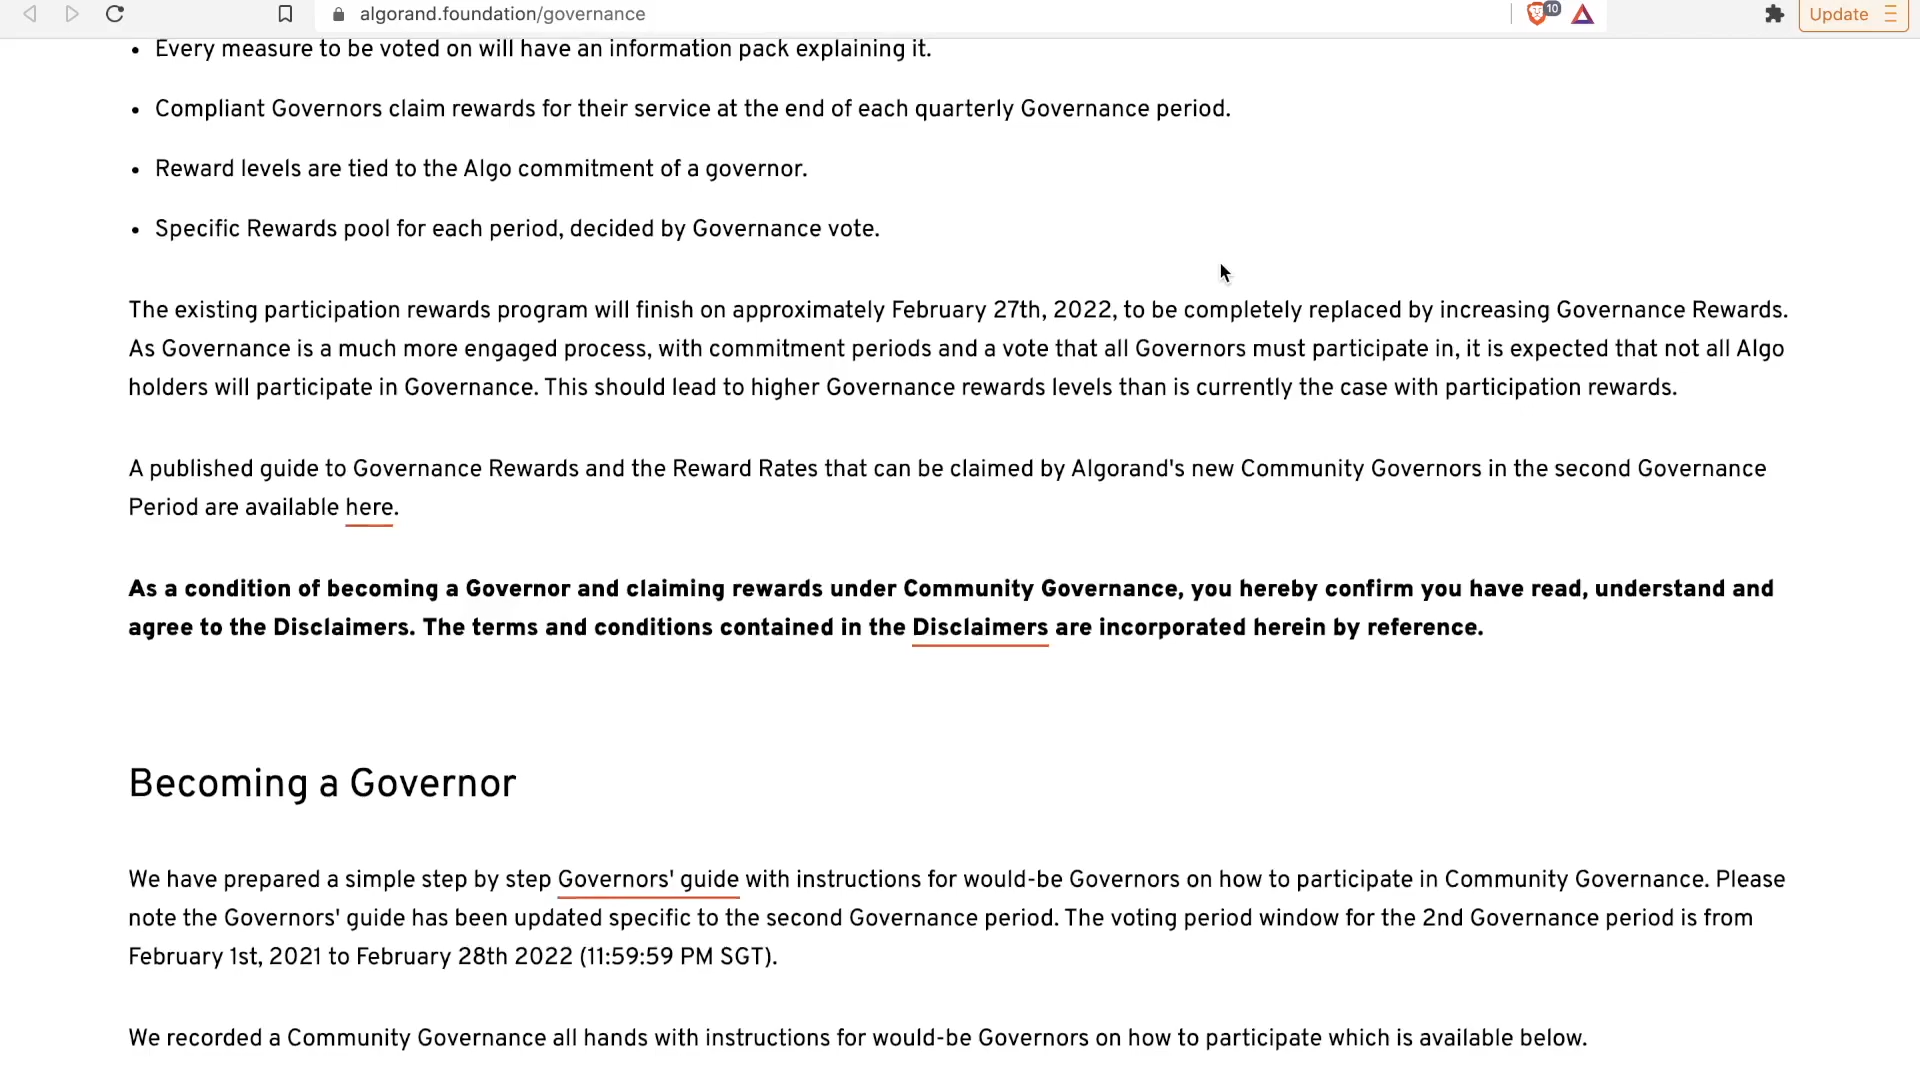 algorand.foundation/governance
10
Update
• Every measure to be voted on will have an information pack explaining it.
• Compliant Governors claim rewards for their service at the end of each quarterly Governance period.
• Reward levels are tied to the Algo commitment of a governor.
• Specific Rewards pool for each period, decided by Governance vote.
The existing participation rewards program will finish on approximately February 27th, 2022, to be completely replaced by increasing Governance Rewards.
As Governance is a much more engaged process, with commitment periods and a vote that all Governors must participate in, it is expected that not all Algo
holders will participate in Governance. This should lead to higher Governance rewards levels than is currently the case with participation rewards.
A published guide to Governance Rewards and the Reward Rates that can be claimed by Algorand's new Community Governors in the second Governance
Period are available here.
As a condition of becoming a Governor and claiming rewards under Community Governance, you hereby confirm you have read, understand and
agree to the Disclaimers. The terms and conditions contained in the Disclaimers are incorporated herein by reference.
Becoming a Governor
We have prepared a simple step by step Governors' guide with instructions for would-be Governors on how to participate in Community Governance. Please
note the Governors' guide has been updated specific to the second Governance period. The voting period window for the 2nd Governance period is from
February 1st, 2021 to February 28th 2022 (11:59:59 PM SGT).
We recorded a Community Governance all hands with instructions for would-be Governors on how to participate which is available below.